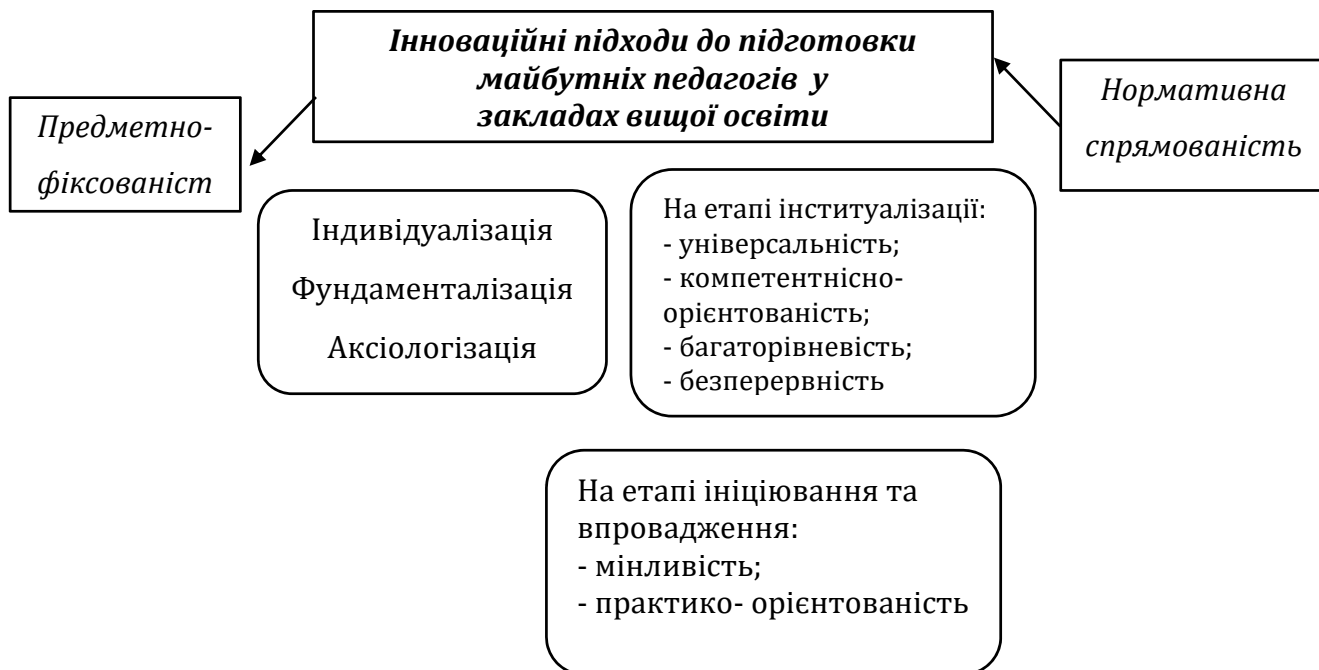 Інноваційні підходи до підготовки
майбутніх педагогів у
закладах вищої освіти
Предметно-
фіксованіст
Нормативна
спрямованість
Індивідуалізація
Фундаменталізація
Аксіологізація
На етапі інституалізації:
- універсальність;
- компетентнісно-
орієнтованість;
- багаторівневість;
- безперервність
На етапі ініціювання та
впровадження:
- мінливість;
- практико- орієнтованість